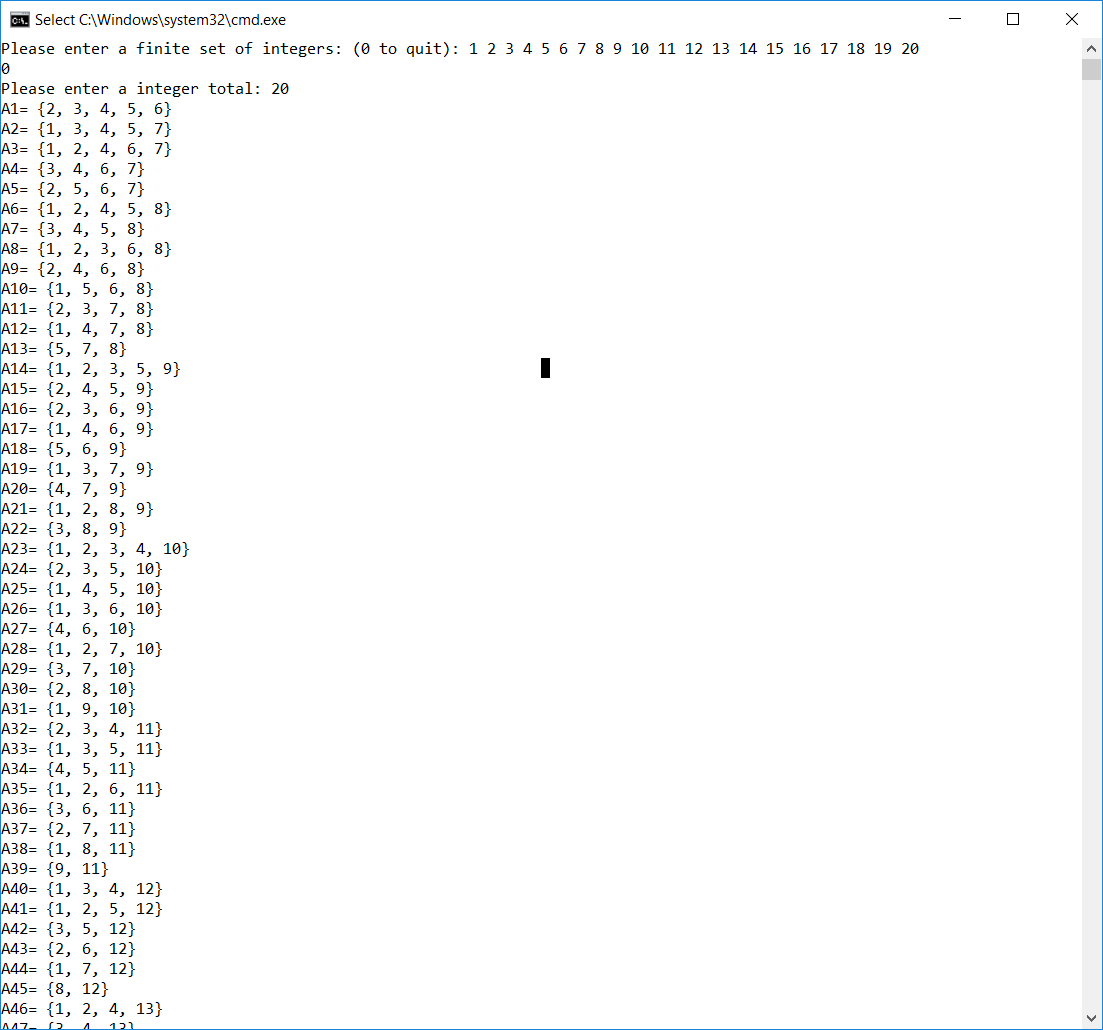 Select C:\Windows\system32\cmd.exe
Please enter a finite set of integers: (0 to quit): 1 2 3 4 5 6 7 8 9 10 11 12 13 14 15 16 17 18 19 20
0
Please enter a integer total: 20
A1= {2, 3, 4, 5, 6}
A2= {1, 3, 4, 5, 7}
A3= {1, 2, 4, 6, 7}
A4= {3, 4, 6, 7}
A5= {2, 5, 6, 7}
A6= {1, 2, 4, 5, 8}
A7= {3, 4, 5, 8}
A8= {1, 2, 3, 6, 8}
A9= {2, 4, 6, 8}
A10= {1, 5, 6, 8}
A11= {2, 3, 7, 8}
A12= {1, 4, 7, 8}
A13= {5, 7, 8}
A14= {1, 2, 3, 5, 9}
A15= {2, 4, 5, 9}
A16= {2, 3, 6, 9}
A17= {1, 4, 6, 9}
A18= {5, 6, 9}
A19= {1, 3, 7, 9}
A20= {4, 7, 9}
A21= {1, 2, 8, 9}
A22= {3, 8, 9}
A23= {1, 2, 3, 4, 10}
A24= {2, 3, 5, 10}
A25= {1, 4, 5, 10}
A26= {1, 3, 6, 10}
A27= {4, 6, 10}
A28= {1, 2, 7, 10}
A29= {3, 7, 10}
A30= {2, 8, 10}
A31= {1, 9, 10}
A32= {2, 3, 4, 11}
A33= {1, 3, 5, 11}
A34= {4, 5, 11}
A35= {1, 2, 6, 11}
A36= {3, 6, 11}
A37= {2, 7, 11}
A38= {1, 8, 11}
A39= {9, 11}
A40= {1, 3, 4, 12}
A41= {1, 2, 5, 12}
A42= {3, 5, 12}
A43= {2, 6, 12}
A44= {1, 7, 12}
A45= {8, 12}
A46= {1, 2, 4, 13}
A47= {3, 4, 13}